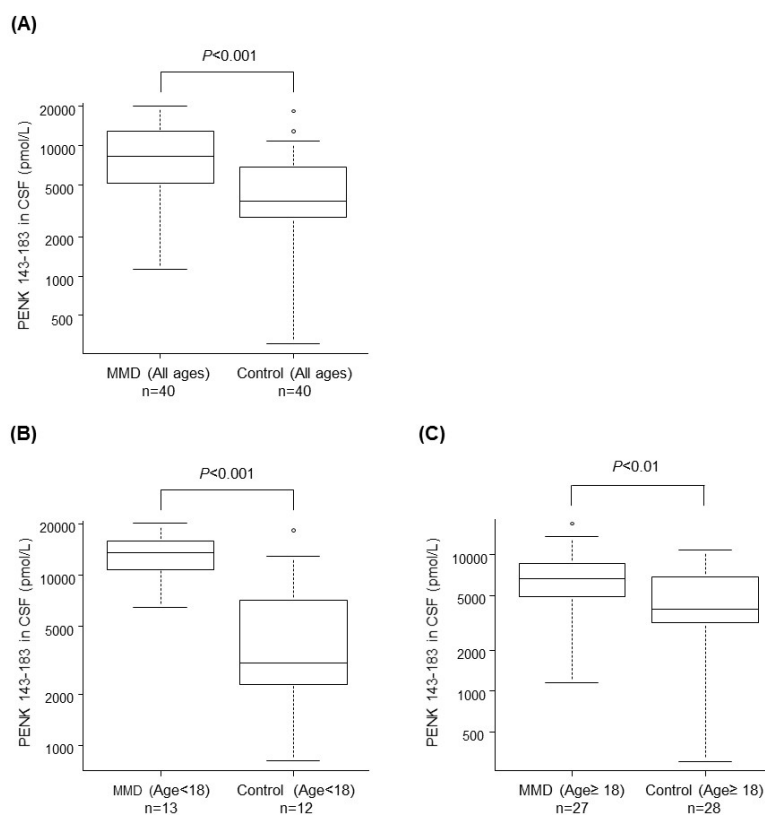 (A)
P<0.001
PENK 143-183 in CSF (pmol/L)
20000
10000
5000
2000
1000
500
MMD (All ages)
n=40
Control (All ages)
n=40
(B)
P<0.001
PENK 143-183 in CSF (pmol/L)
20000
10000
5000
2000
1000
MMD (Age<18)
n=13
Control (Age<18)
n=12
(C)
P<0.01
PENK 143-183 in CSF (pmol/L)
10000
5000
2000
1000
500
MMD (Age≥ 18)
n=27
Control (Age≥ 18)
n=28